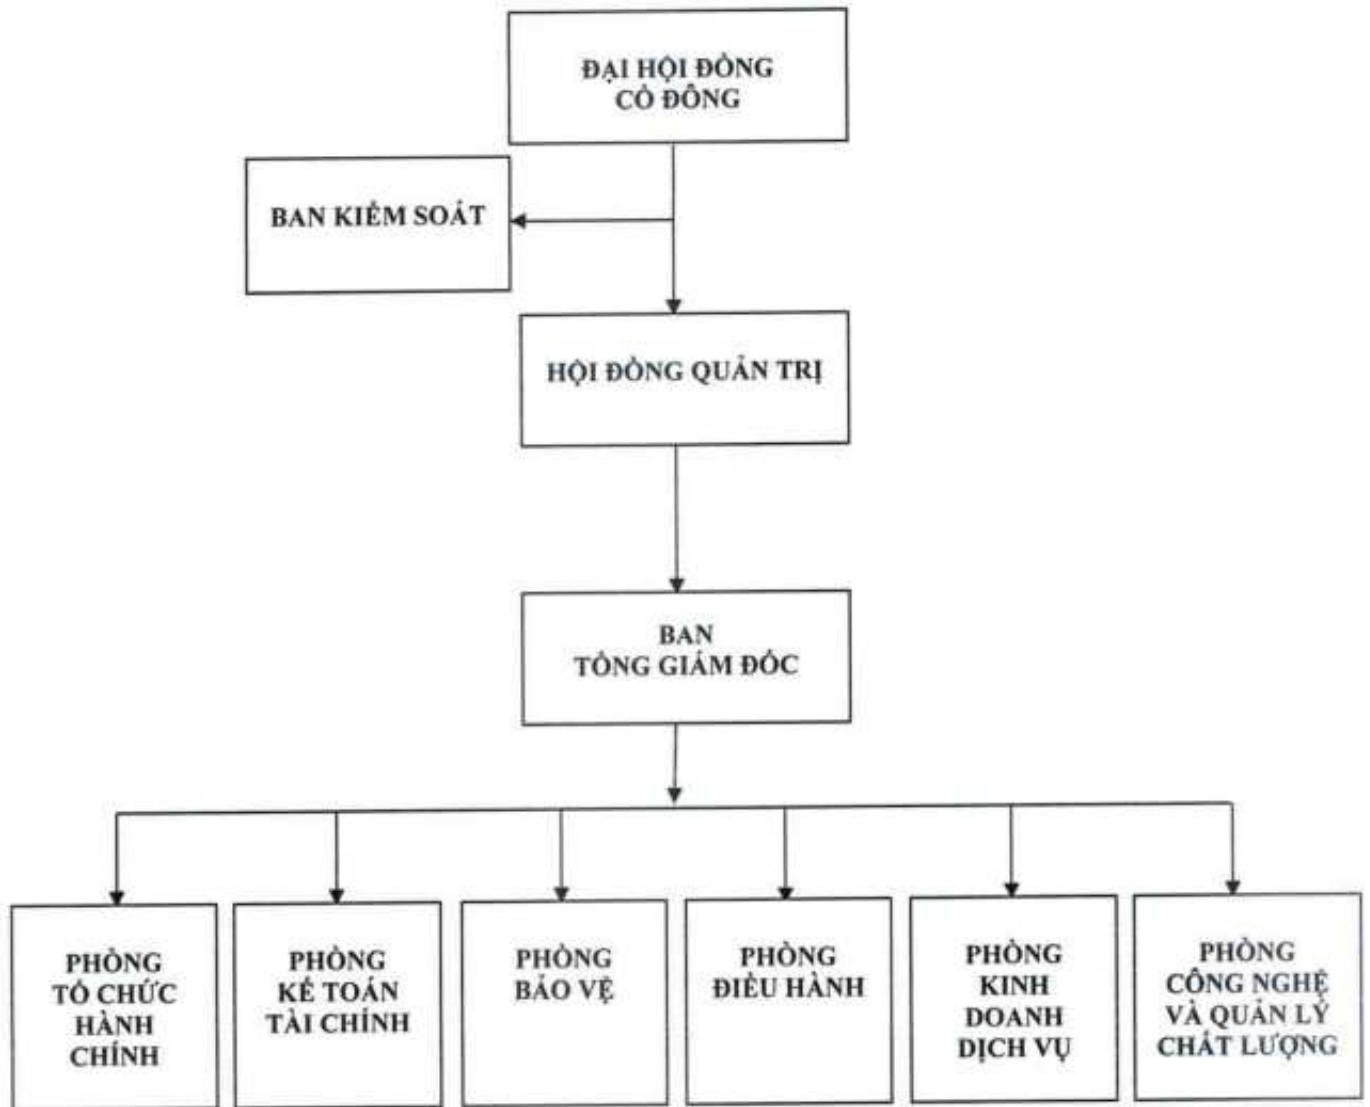 ĐẠI HỘI ĐỒNG
CỔ ĐÔNG
BAN KIỂM SOÁT
HỘI ĐỒNG QUẢN TRỊ
BAN
TỔNG GIÁM ĐỐC
PHÒNG
TỔ CHỨC
HÀNH
CHÍNH
PHÒNG
KẾ TOÁN
TÀI CHÍNH
PHÒNG
BẢO VỆ
PHÒNG
ĐIỀU HÀNH
PHÒNG
KINH
DOANH
DỊCH VỤ
PHÒNG
CÔNG NGHỆ
VÀ QUẢN LÝ
CHẤT LƯỢNG